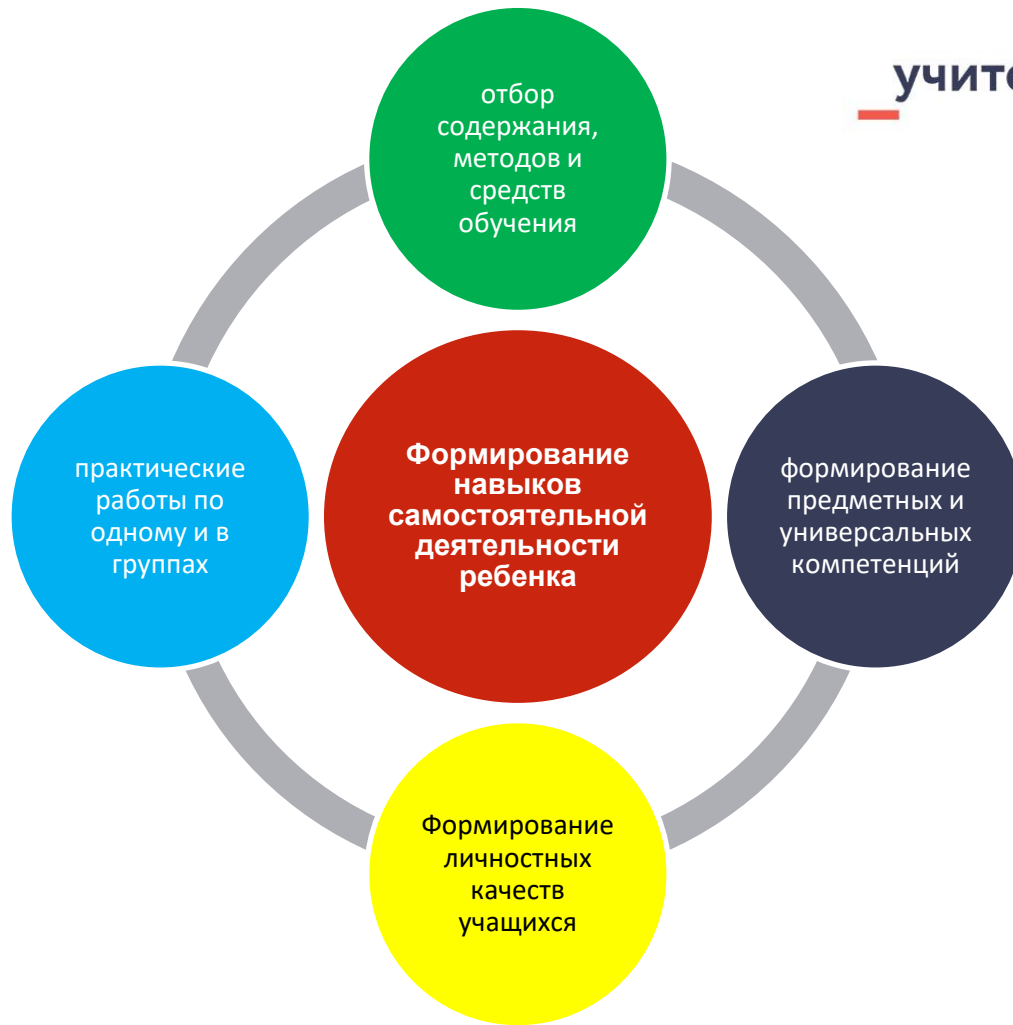 отбор
содержания,
методов и
средств
обучения
практические
работы по
одному и в
группах
Формирование
навыков
самостоятельной
деятельности
ребенка
формирование
предметных и
универсальных
компетенций
Формирование
личностных
качеств
учащихся